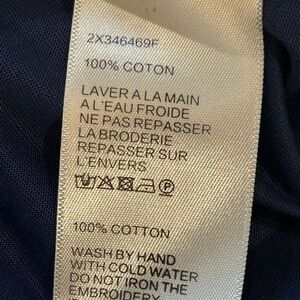 2X346469F
100% COTON
LAVER A LA MAIN
A L'EAU FROIDE
NE PAS REPASSER
LA BRODERIE
REPASSER SUR
L'ENVERS
100% COTTON
WASH BY HAND
WITH COLD WATER
DO NOT IRON THE
EMBROIDERY